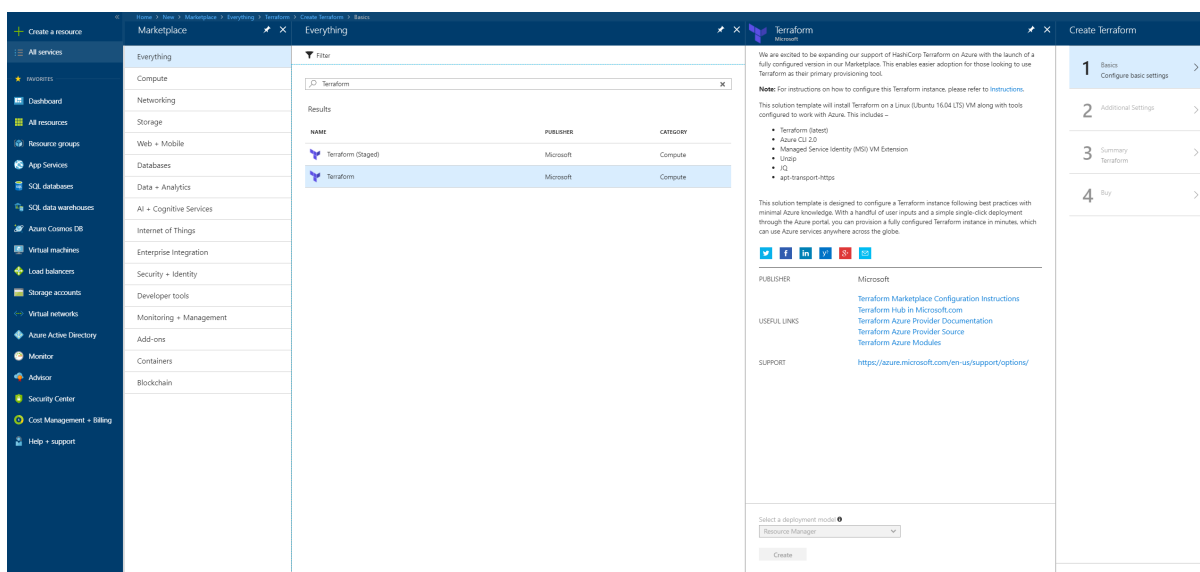 Home > New > Marketplace > Everything > Terraform > Create Terraform > Basics
Create a resource
All services
FAVORITES
Dashboard
All resources
Resource groups
App Services
SQL databases
SQL data warehouses
Azure Cosmos DB
Virtual machines
Load balancers
Storage accounts
Virtual networks
Azure Active Directory
Monitor
Advisor
Security Center
Cost Management + Billing
Help + support
Marketplace
Everything
Compute
Networking
Storage
Web + Mobile
Databases
Data + Analytics
AI + Cognitive Services
Internet of Things
Enterprise Integration
Security + Identity
Developer tools
Monitoring + Management
Add-ons
Containers
Blockchain
Everything
Filter
Terraform
Results
NAME PUBLISHER CATEGORY
Terraform (Staged) Microsoft Compute
Terraform Microsoft Compute
Terraform
Microsoft
We are excited to be expanding our support of HashiCorp Terraform on Azure with the launch of a
fully configured version in our Marketplace. This enables easier adoption for those looking to use
Terraform as their primary provisioning tool.
Note: For instructions on how to configure this Terraform instance, please refer to Instructions.
This solution template will install Terraform on a Linux (Ubuntu 16.04 LTS) VM along with tools
configured to work with Azure. This includes –
• Terraform (latest)
• Azure CLI 2.0
• Managed Service Identity (MSI) VM Extension
• Unzip
• JQ
• apt-transport-https
This solution template is designed to configure a Terraform instance following best practices with
minimal Azure knowledge. With a handful of user inputs and a simple single-click deployment
through the Azure portal, you can provision a fully configured Terraform instance in minutes, which
can use Azure services anywhere across the globe.
PUBLISHER Microsoft
USEFUL LINKS
Terraform Marketplace Configuration Instructions
Terraform Hub in Microsoft.com
Terraform Azure Provider Documentation
Terraform Azure Provider Source
Terraform Azure Modules
SUPPORT https://azure.microsoft.com/en-us/support/options/
Select a deployment model
Resource Manager
Create
Create Terraform
1 Basics
Configure basic settings
2 Additional Settings
3 Summary
Terraform
4 Buy